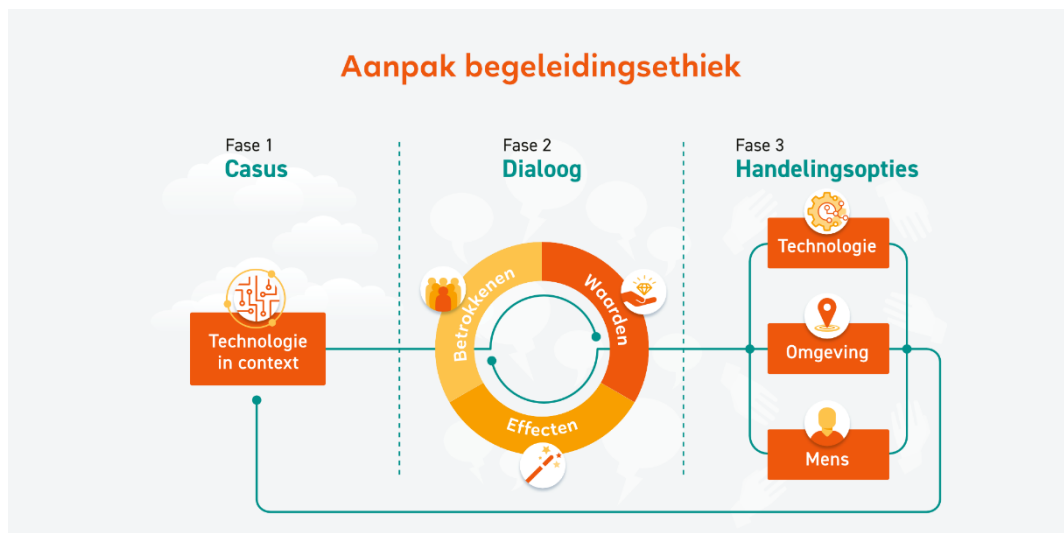 Aanpak begeleidingsethiek
Fase 1
Casus
Technologie
in context
Fase 2
Dialoog
Betrokkenen
Waarden
Effecten
Fase 3
Handelingsopties
Technologie
Omgeving
Mens